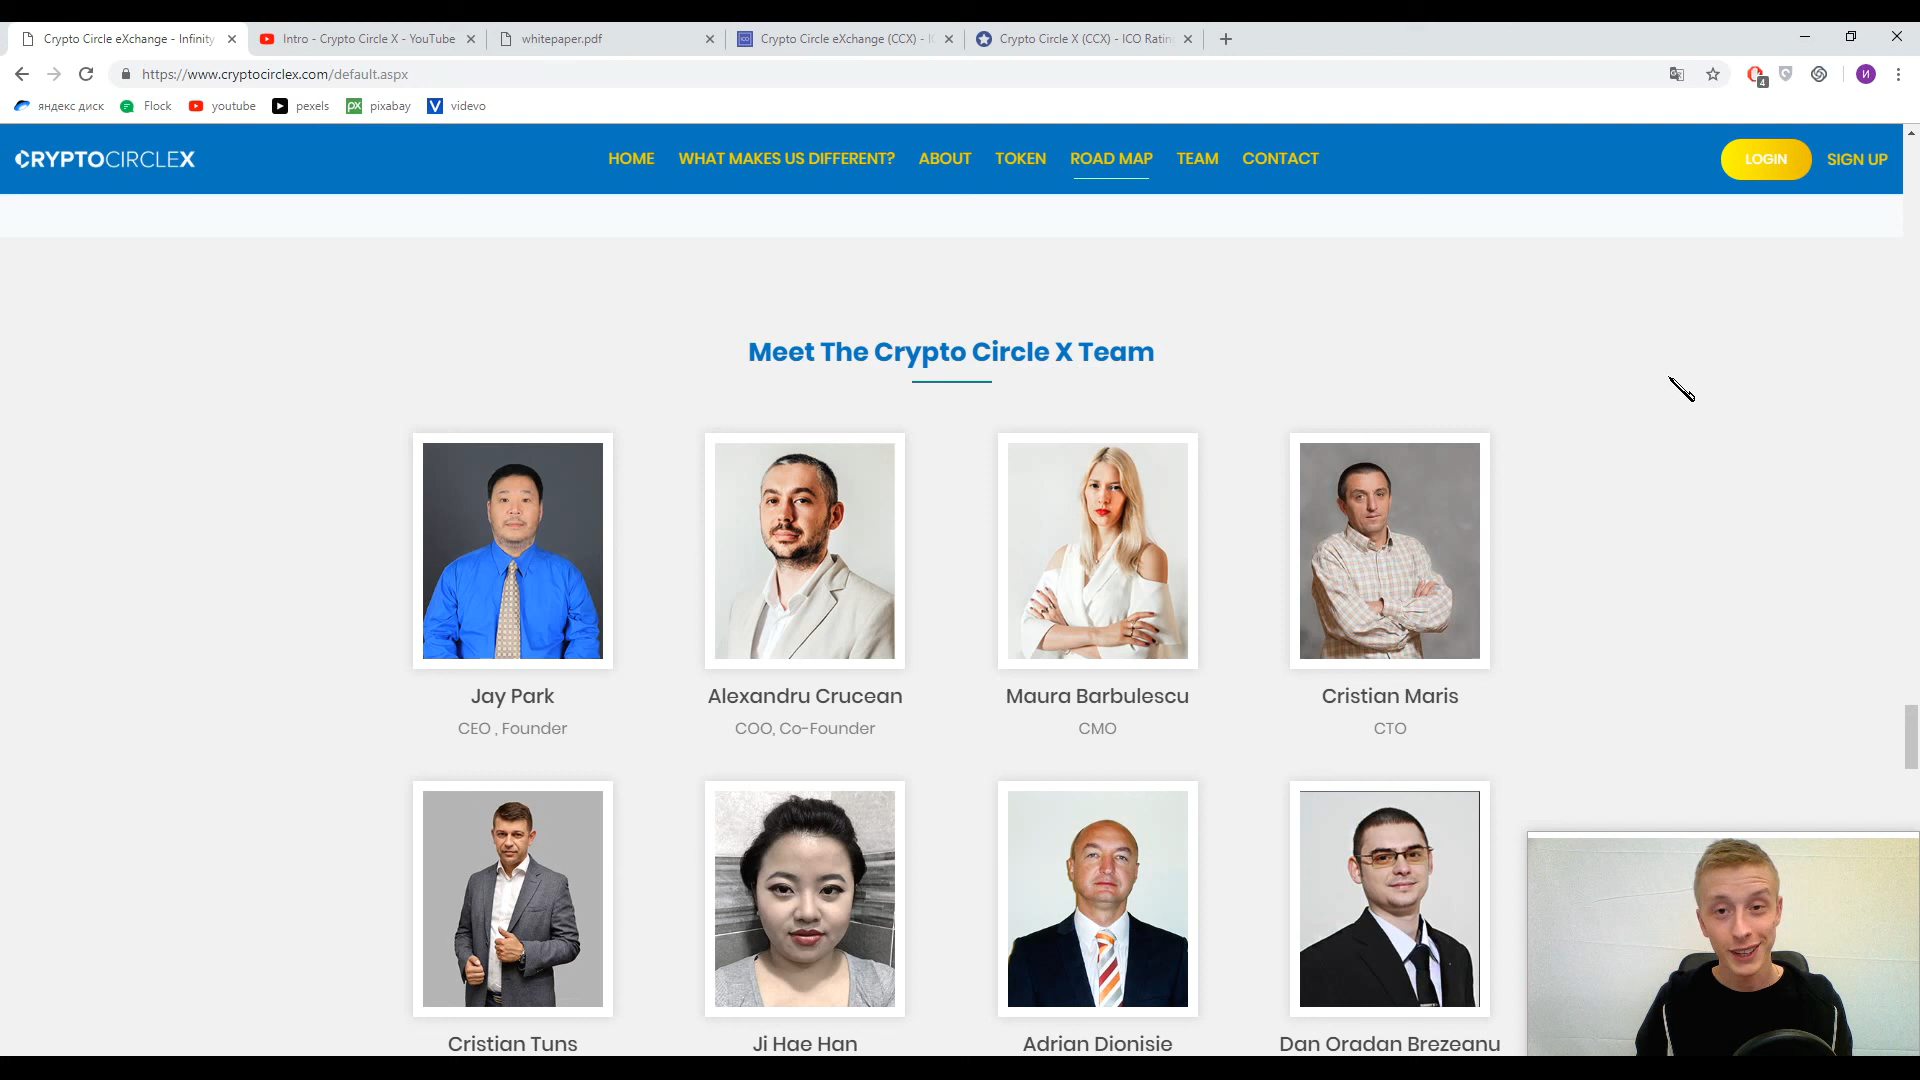 Crypto Circle eXchange - Infinity
Intro - Crypto Circle X - YouTube
whitepaper.pdf
Crypto Circle eXchange (CCX) - IC
Crypto Circle X (CCX) - ICO Ratin
https://www.cryptocirclex.com/default.aspx
4
И
яндекс диск
Flock
youtube
pexels
px
pixabay
V
videvo
CRYPTOCIRCLEX
HOME
WHAT MAKES US DIFFERENT?
ABOUT
TOKEN
ROAD MAP
TEAM
CONTACT
LOGIN
SIGN UP
Meet The Crypto Circle X Team
Jay Park
Alexandru Crucean
Maura Barbulescu
Cristian Maris
CEO , Founder
COO, Co-Founder
CMO
CTO
Cristian Tuns
Ji Hae Han
Adrian Dionisie
Dan Oradan Brezeanu